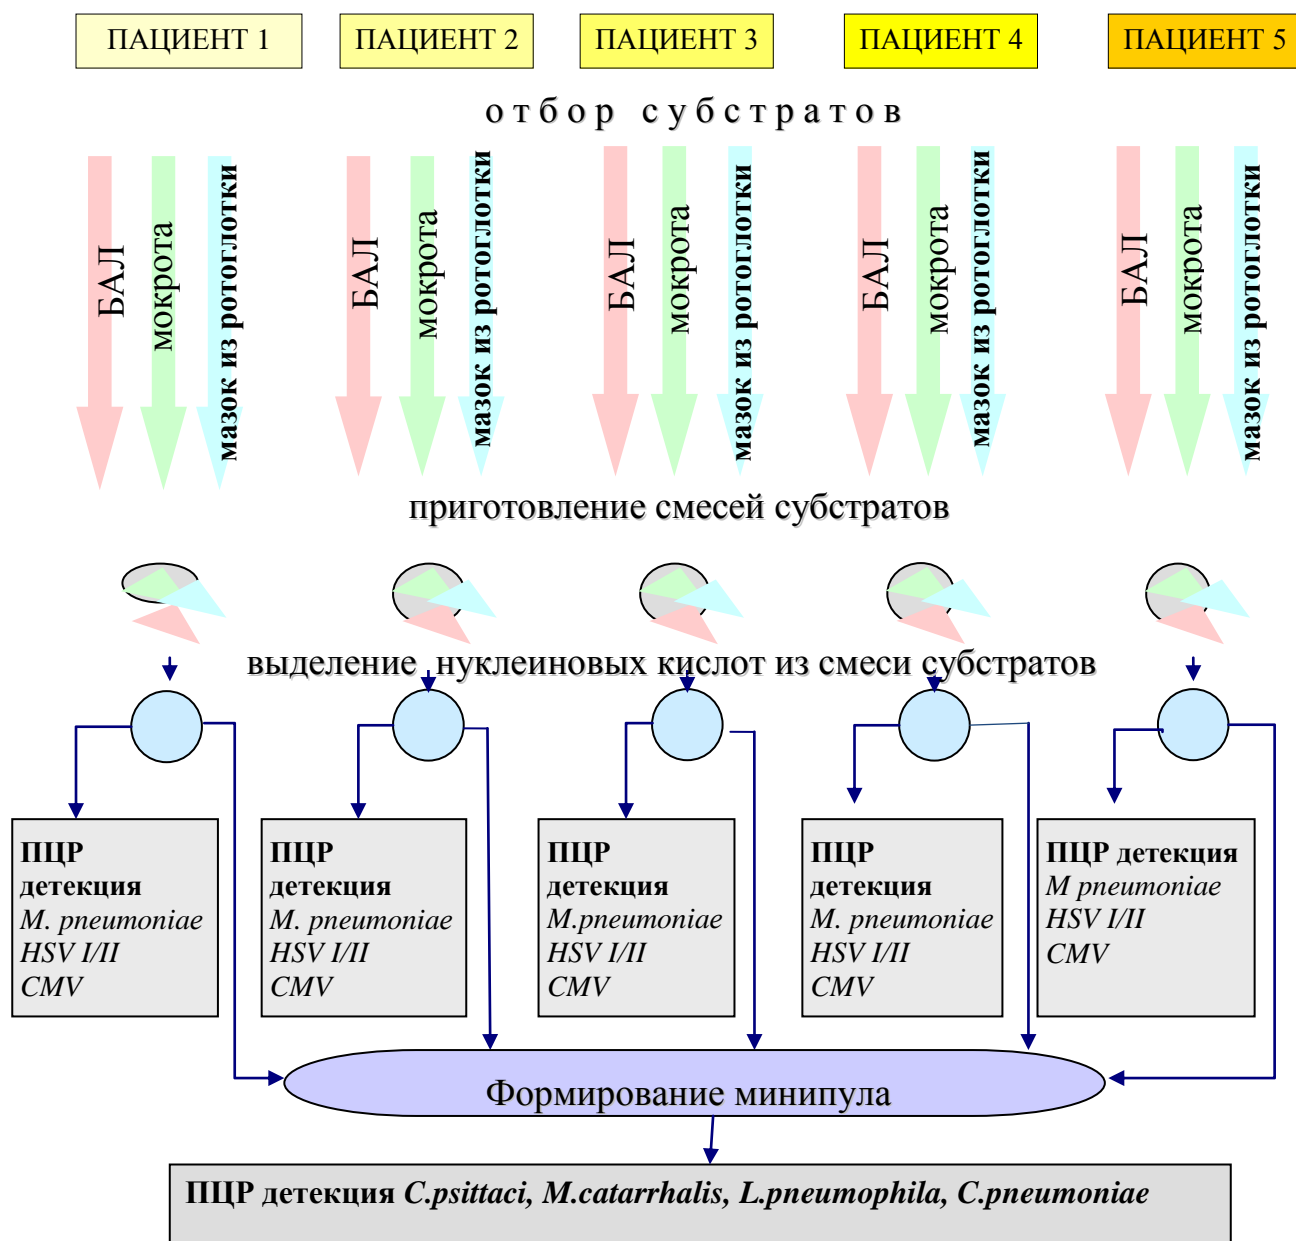 ПАЦИЕНТ 1
ПАЦИЕНТ 2
ПАЦИЕНТ 3
ПАЦИЕНТ 4
ПАЦИЕНТ 5
отбор субстратов
БАЛ
мокрота
мазок из ротоглотки
БАЛ
мокрота
мазок из ротоглотки
БАЛ
мокрота
мазок из ротоглотки
БАЛ
мокрота
мазок из ротоглотки
БАЛ
мокрота
мазок из ротоглотки
приготовление смесей субстратов
выделение нуклеиновых кислот из смеси субстратов
ПЦР
детекция
M. pneumoniae
HSV I/II
CMV
ПЦР
детекция
M. pneumoniae
HSV I/II
CMV
ПЦР
детекция
M.pneumoniae
HSV I/II
CMV
ПЦР
детекция
M. pneumoniae
HSV I/II
CMV
ПЦР детекция
M pneumoniae
HSV I/II
CMV
Формирование минипула
ПЦР детекция C.psittaci, M.catarrhalis, L.pneumophila, C.pneumoniae